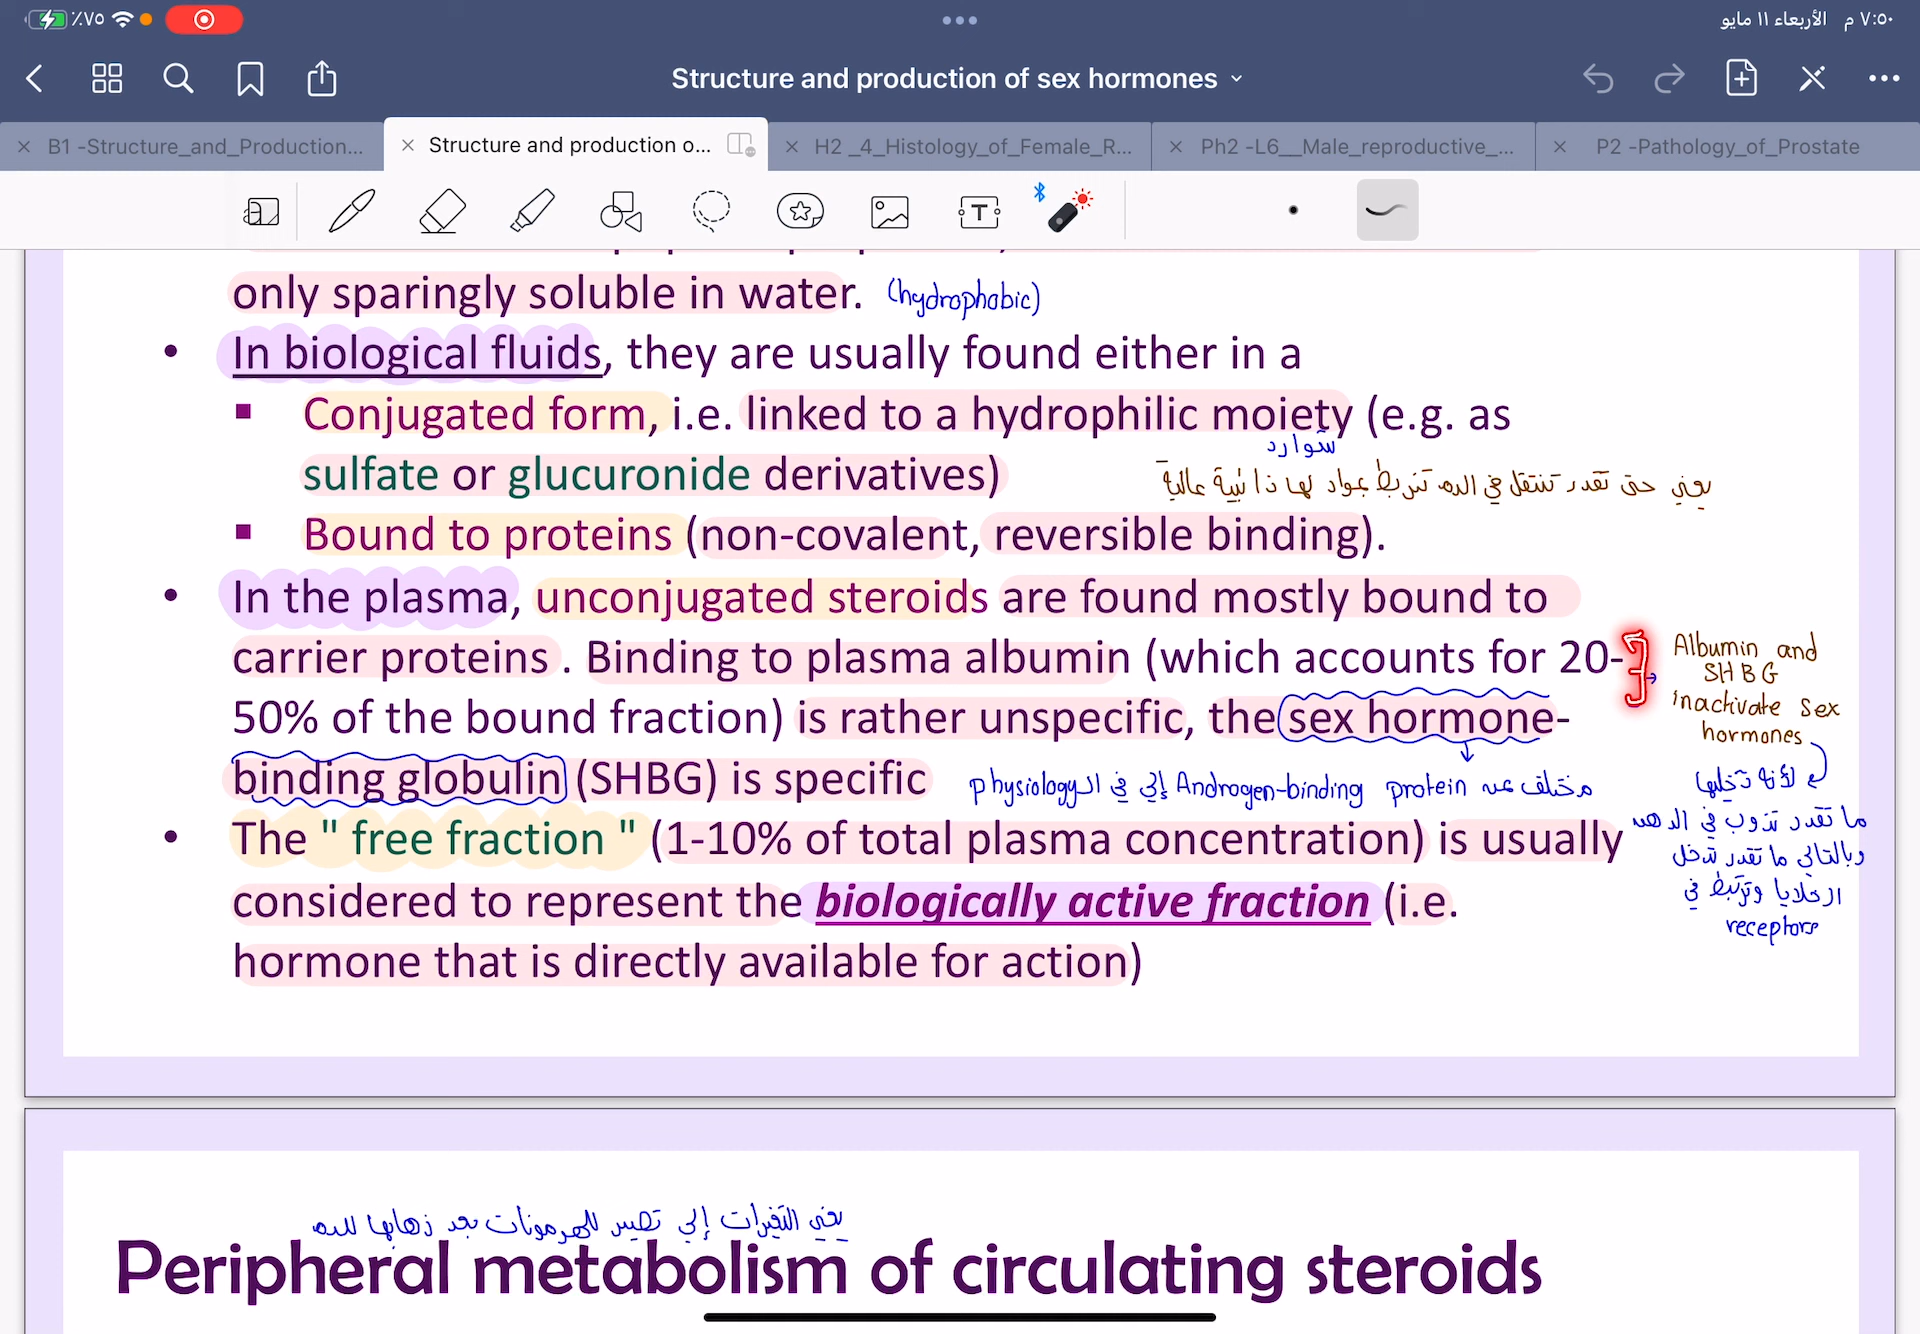 ٪٧٥
٧:٥٠ م الأربعاء ١١ مايو
Structure and production of sex hormones
B1 -Structure_and_Production...
Structure and production o...
H2 _4_Histology_of_Female_R...
Ph2 -L6__Male_reproductive_...
P2 -Pathology_of_Prostate
only sparingly soluble in water. (hydrophobic)
• In biological fluids, they are usually found either in a
▪ Conjugated form, i.e. linked to a hydrophilic moiety (e.g. as
شوارد
sulfate or glucuronide derivatives)
يعني حتى تقدر تنتقل في الدم ترتبط بمواد لها ذائبية عالية
▪ Bound to proteins (non-covalent, reversible binding).
• In the plasma, unconjugated steroids are found mostly bound to
carrier proteins . Binding to plasma albumin (which accounts for 20-
50% of the bound fraction) is rather unspecific, the sex hormone-
binding globulin (SHBG) is specific
مختلف عن Androgen-binding protein إلي في الـ physiology
Albumin and
SHBG
inactivate sex
hormones
لأنه تخليها
ما تقدر تذوب في الدهن
وبالتالي ما تقدر تدخل
الخلايا وترتبط في
receptors
• The " free fraction " (1-10% of total plasma concentration) is usually
considered to represent the biologically active fraction (i.e.
hormone that is directly available for action)
يعني التغيرات إلي تصير للهرمونات بعد ذهابها للدم
Peripheral metabolism of circulating steroids